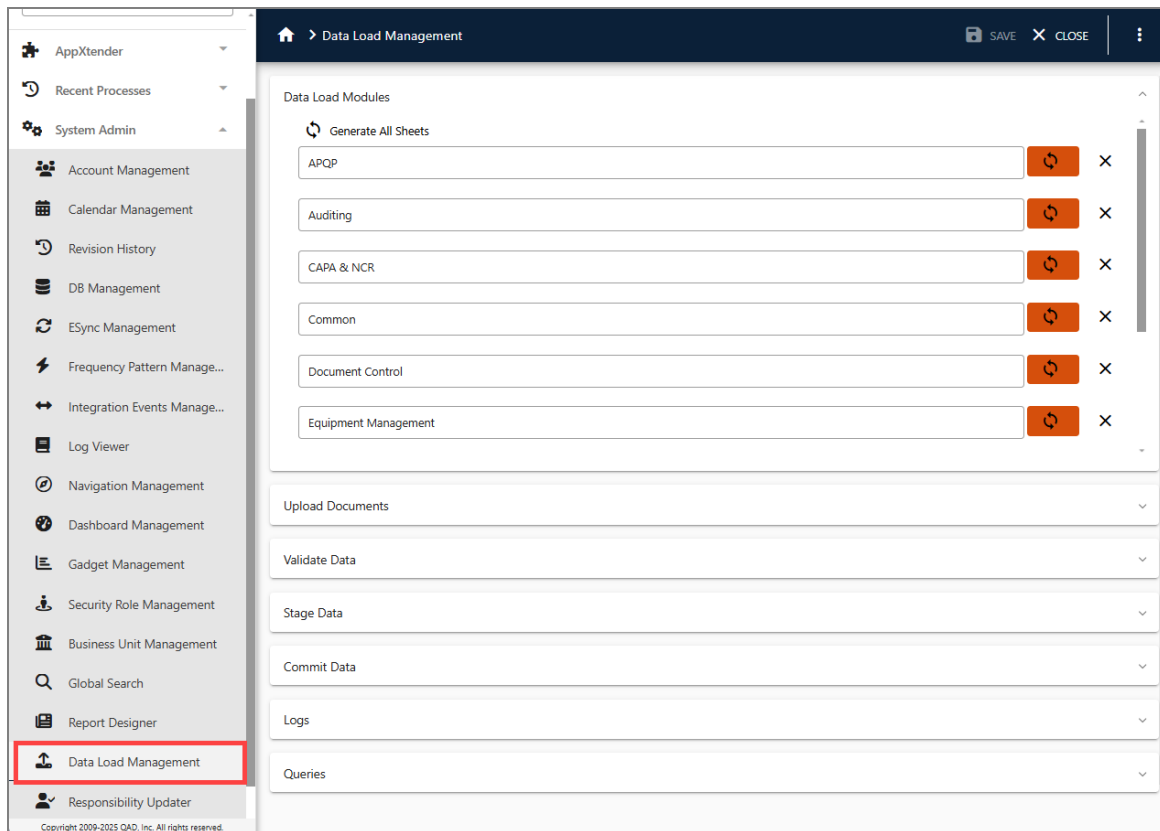 AppXtender
Recent Processes
System Admin
Account Management
Calendar Management
Revision History
DB Management
ESync Management
Frequency Pattern Manage...
Integration Events Manage...
Log Viewer
Navigation Management
Dashboard Management
Gadget Management
Security Role Management
Business Unit Management
Global Search
Report Designer
Data Load Management
Responsibility Updater
Copyright 2009-2025 QAD, Inc. All rights reserved.
Data Load Management
SAVE
CLOSE
Data Load Modules
Generate All Sheets
APQP
Auditing
CAPA & NCR
Common
Document Control
Equipment Management
Upload Documents
Validate Data
Stage Data
Commit Data
Logs
Queries